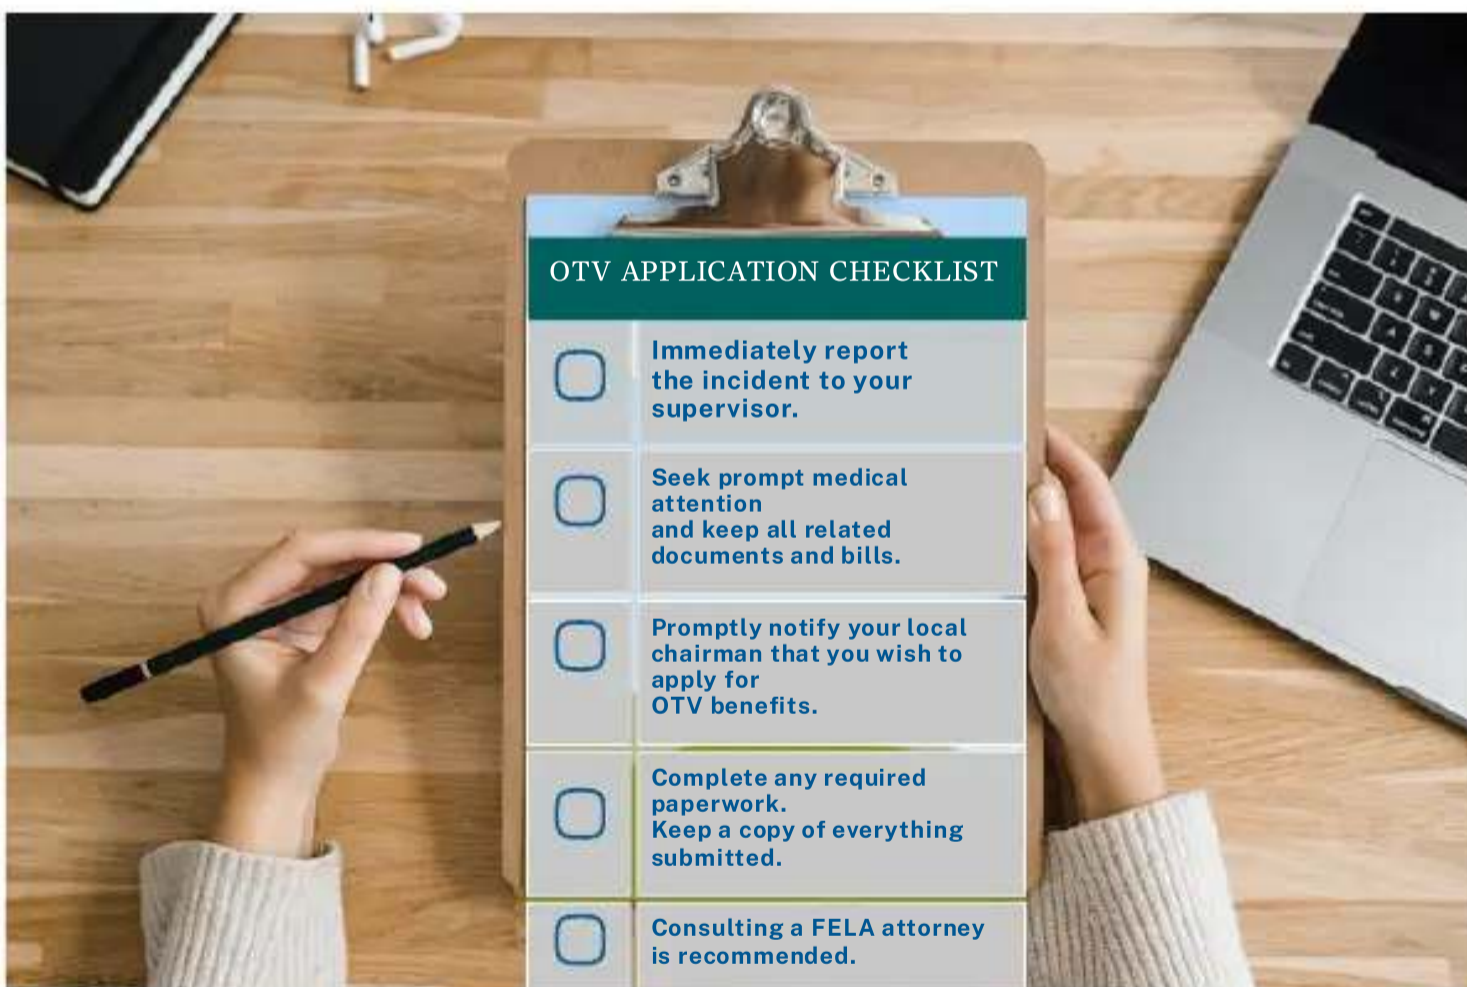 OTV APPLICATION CHECKLIST
Immediately report
the incident to your
supervisor.
Seek prompt medical
attention
and keep all related
documents and bills.
Promptly notify your local
chairman that you wish to
apply for
OTV benefits.
Complete any required
paperwork.
Keep a copy of everything
submitted.
Consulting a FELA attorney
is recommended.